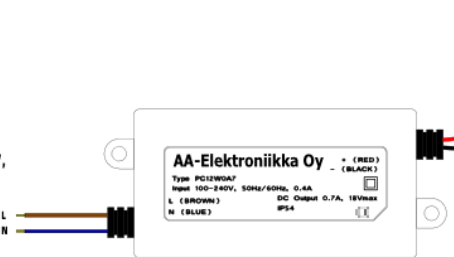 AA-Elektroniikka Oy
+ (RED)
- (BLACK)
Type PC12W0A7
Input 100-240V, 50Hz/60Hz, 0.4A
L (BROWN)
DC Output 0.7A, 18Vmax
N (BLUE)
IP54
L
N